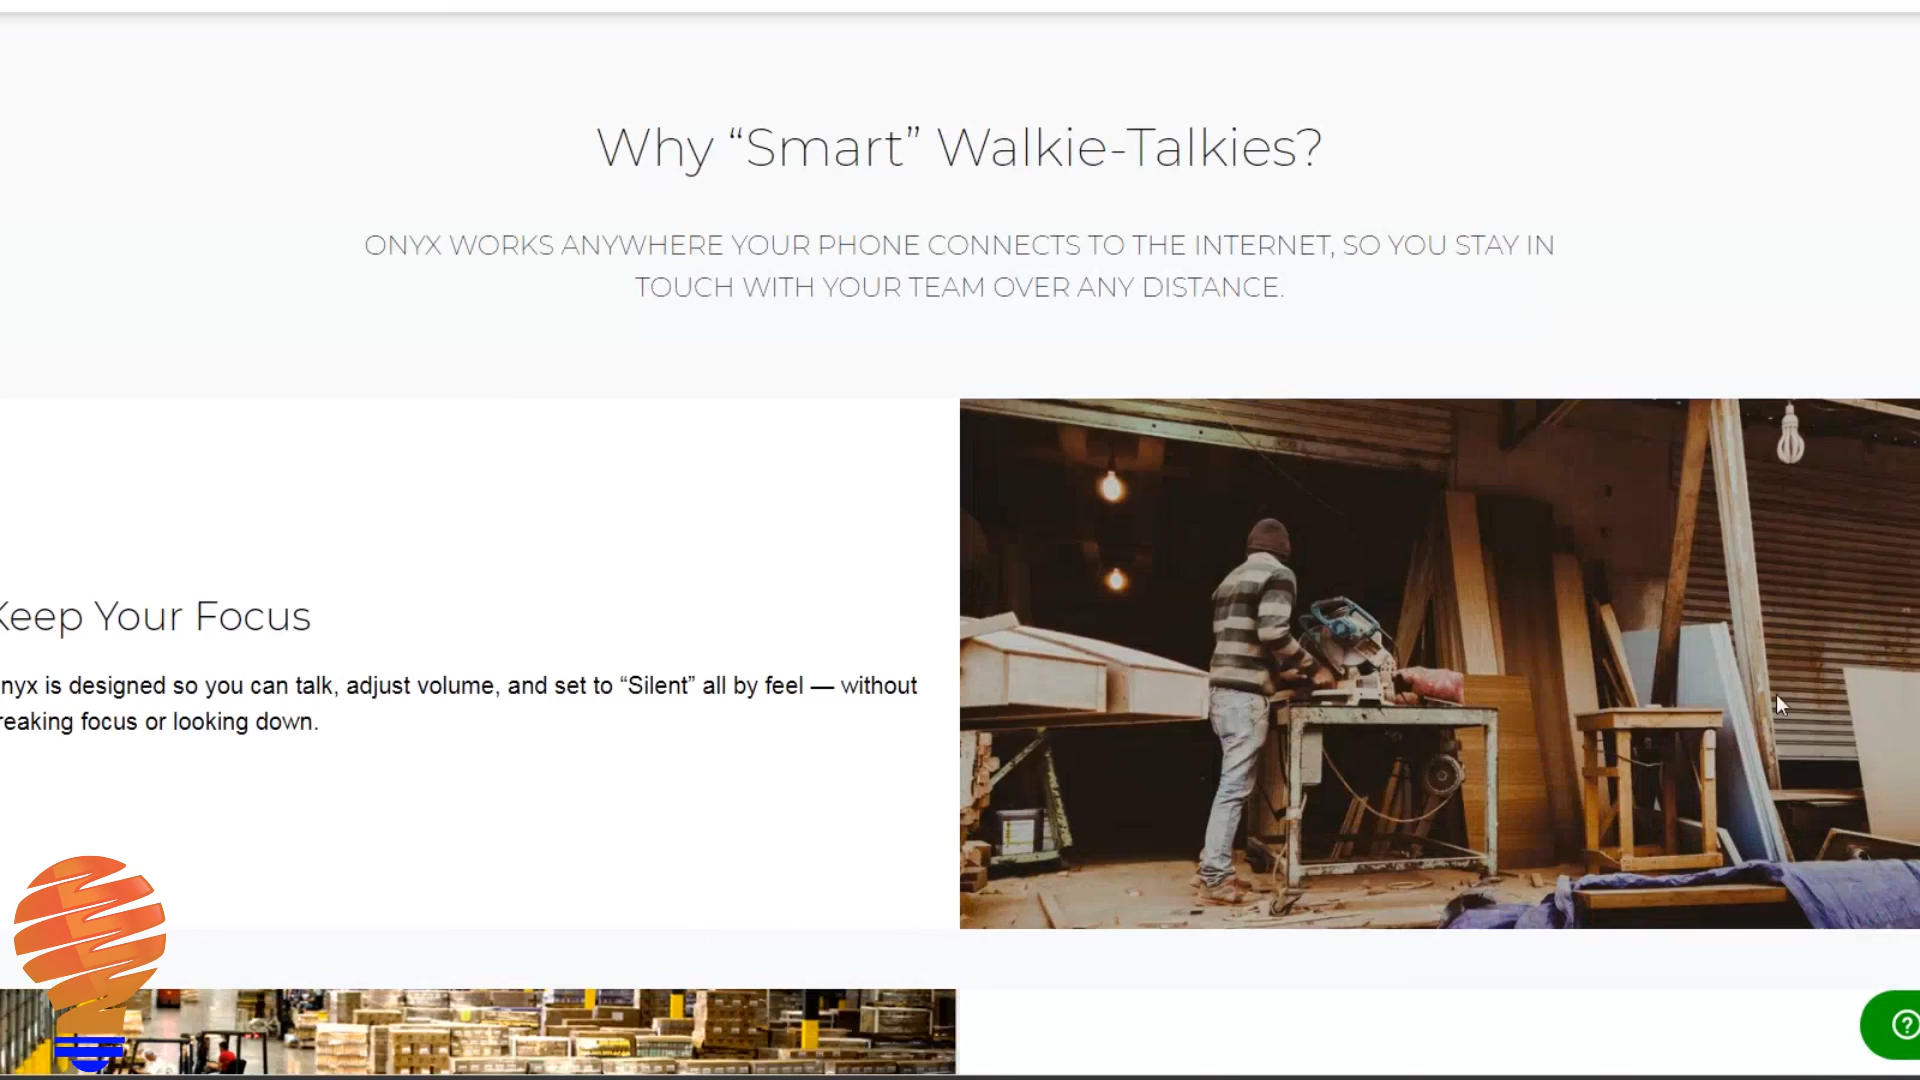 Why “Smart” Walkie-Talkies?
ONYX WORKS ANYWHERE YOUR PHONE CONNECTS TO THE INTERNET, SO YOU STAY IN
TOUCH WITH YOUR TEAM OVER ANY DISTANCE.
Keep Your Focus
nyx is designed so you can talk, adjust volume, and set to “Silent” all by feel — without
reaking focus or looking down.